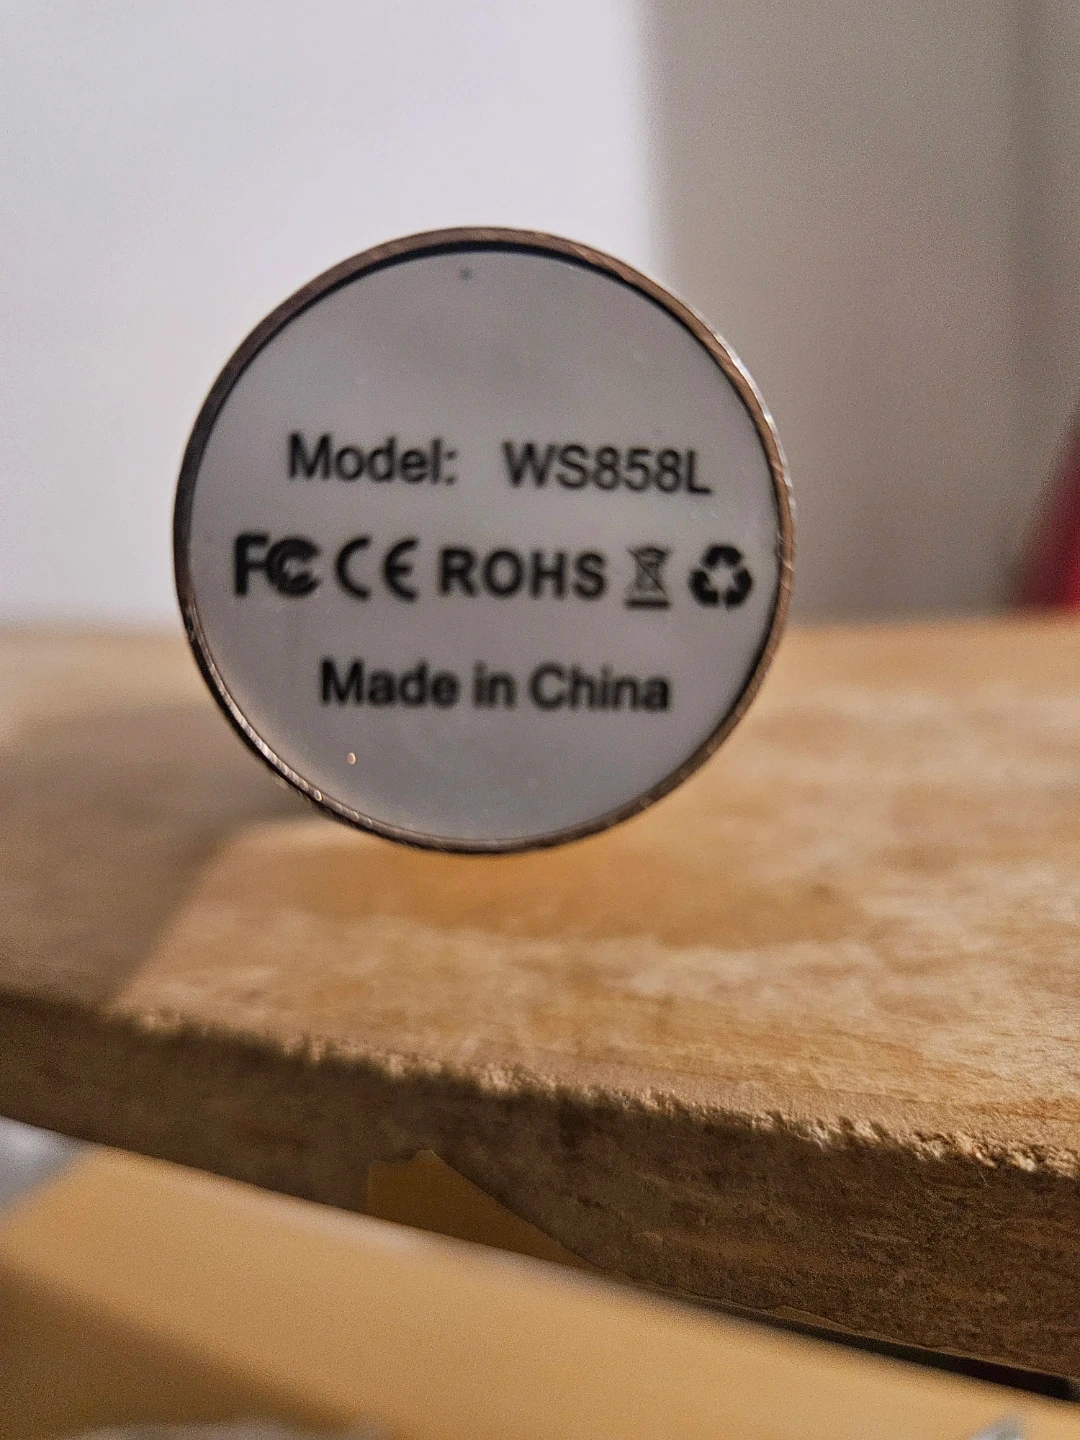 Model: WS858L
FC CE ROHS
Made in China